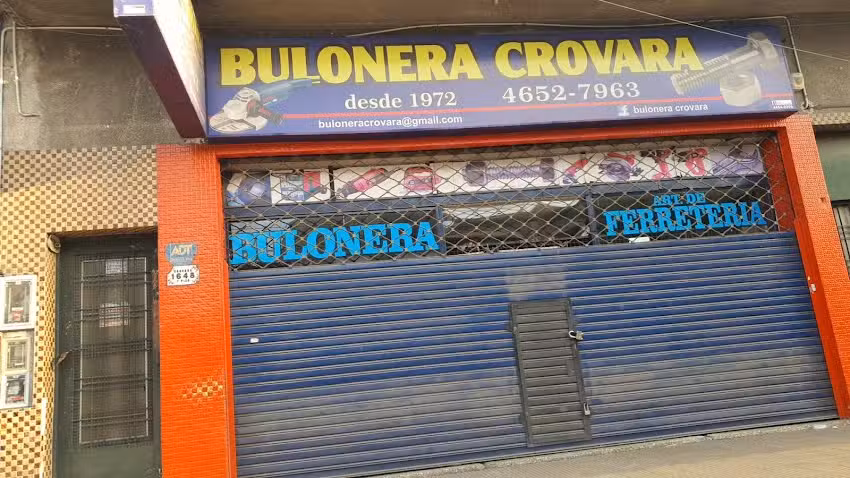 BULONERA CROVARA
desde 1972 4652-7963
buloneracrovara@gmail.com
bulonera crovara
BULONERA
ART DE
FERRETERIA
ADT
1648